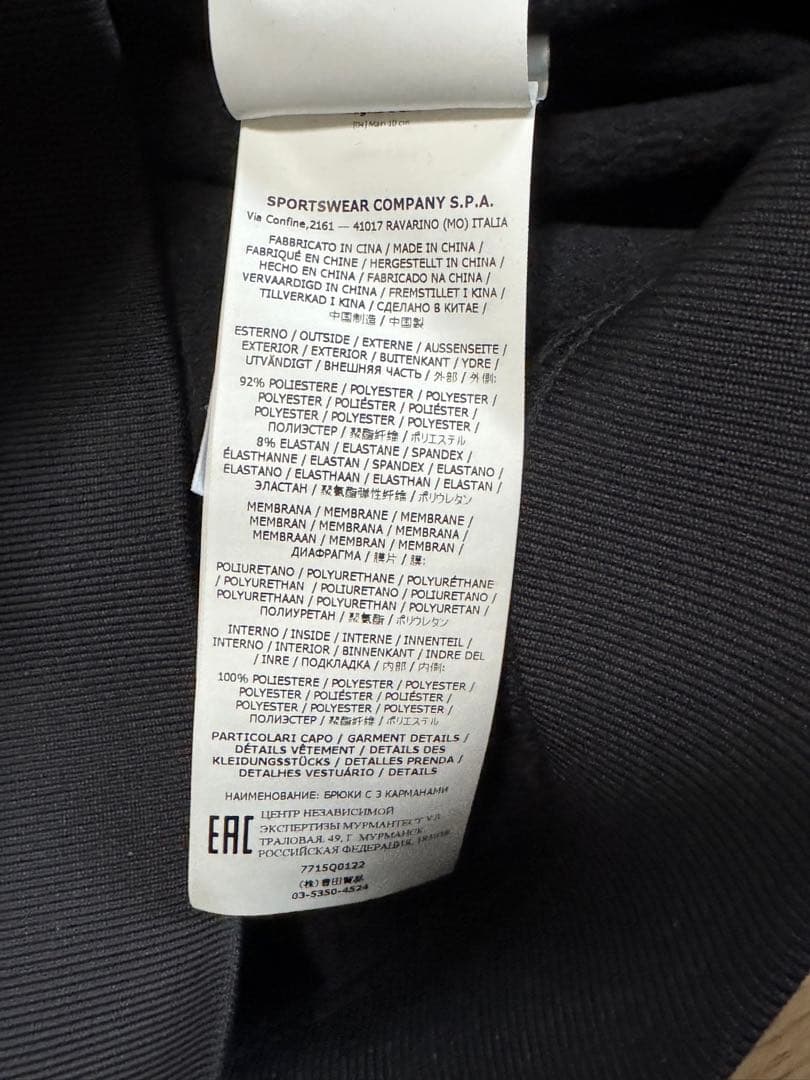 [04] Man 10 cm
SPORTSWEAR COMPANY S.P.A.
Via Confine,2161 — 41017 RAVARINO (MO) ITALIA
FABBRICATO IN CINA / MADE IN CHINA /
FABRIQUÉ EN CHINE / HERGESTELLT IN CHINA /
HECHO EN CHINA / FABRICADO NA CHINA /
VERVAARDIGD IN CHINA / FREMSTILLET I KINA /
TILLVERKAD I KINA / СДЕЛАНО В КИТАЕ /
中国制造 / 中国製
ESTERNO / OUTSIDE / EXTERNE / AUSSENSEITE /
EXTERIOR / EXTERIOR / BUITENKANT / YDRE /
UTVÄNDIGT / ВНЕШНЯЯ ЧАСТЬ / 外部 / 外側:
92% POLIESTERE / POLYESTER / POLYESTER /
POLYESTER / POLIÉSTER / POLIÉSTER /
POLYESTER / POLYESTER / POLYESTER /
ПОЛИЭСТЕР / 聚酯纤维 / ポリエステル
8% ELASTAN / ELASTANE / SPANDEX /
ÉLASTHANNE / ELASTAN / SPANDEX / ELASTANO /
ELASTANO / ELASTHAAN / ELASTHAN / ELASTAN /
ЭЛАСТАН / 聚氨酯弹性纤维 / ポリウレタン
MEMBRANA / MEMBRANE / MEMBRANE /
MEMBRAN / MEMBRANA / MEMBRANA /
MEMBRAAN / MEMBRAN / MEMBRAN /
ДИАФРАГМА / 膜片 / 膜:
POLIURETANO / POLYURETHANE / POLYURÉTHANE
/ POLYURETHAN / POLIURETANO / POLIURETANO /
POLYURETHAAN / POLYURETHAN / POLYURETAN /
ПОЛИУРЕТАН / 聚氨酯 / ポリウレタン
INTERNO / INSIDE / INTERNE / INNENTEIL /
INTERNO / INTERIOR / BINNENKANT / INDRE DEL
/ INRE / ПОДКЛАДКА / 内部 / 内側:
100% POLIESTERE / POLYESTER / POLYESTER /
POLYESTER / POLIÉSTER / POLIÉSTER /
POLYESTER / POLYESTER / POLYESTER /
ПОЛИЭСТЕР / 聚酯纤维 / ポリエステル
PARTICOLARI CAPO / GARMENT DETAILS /
DÉTAILS VÊTEMENT / DETAILS DES
KLEIDUNGSSTÜCKS / DETALLES PRENDA /
DETALHES VESTUÁRIO / DETAILS
НАИМЕНОВАНИЕ: БРЮКИ С 3 КАРМАНАМИ
EAC
ЦЕНТР НЕЗАВИСИМОЙ
ЭКСПЕРТИЗЫ МУРМАНТЕСТ УЛ.
ТРАЛОВАЯ, 49, Г. МУРМАНСК,
РОССИЙСКАЯ ФЕДЕРАЦИЯ,
7715Q0122
(株) 豊田貿易
03-5350-4524